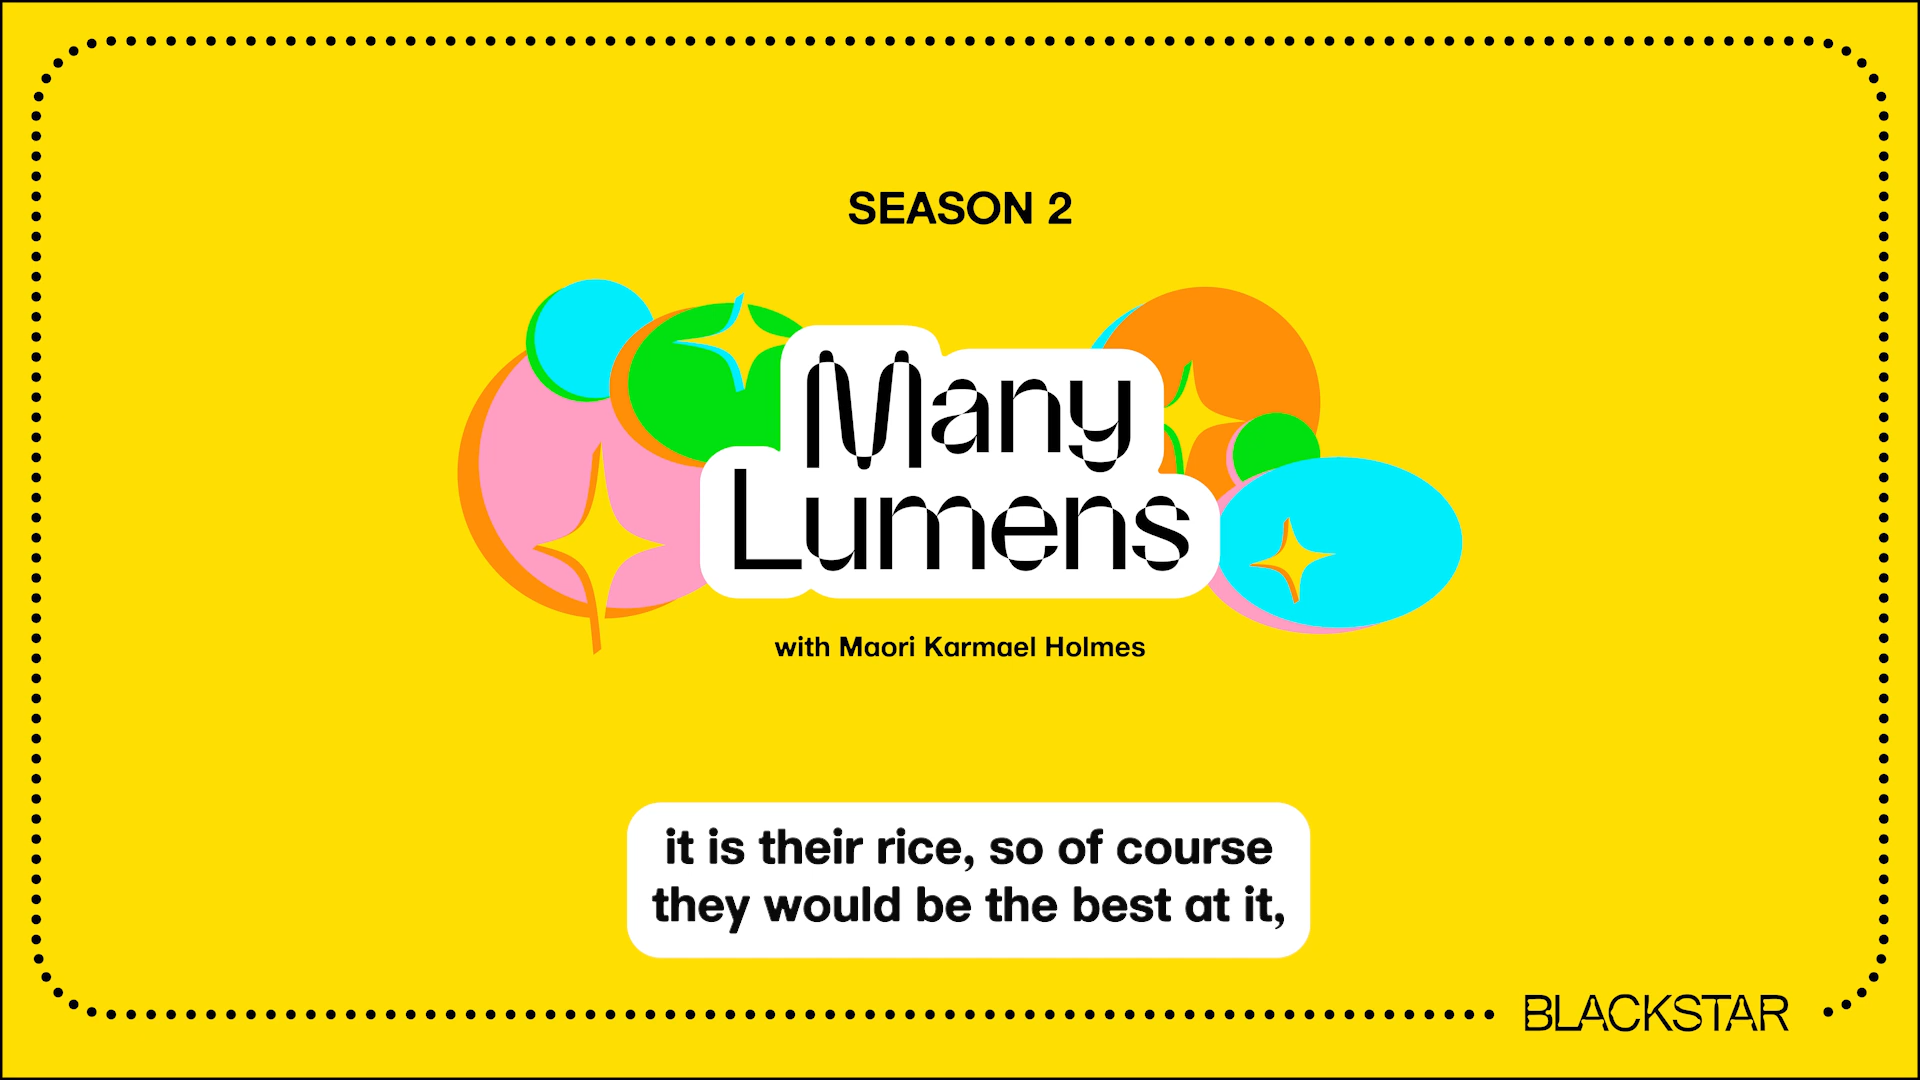 SEASON 2
Many
Lumens
with Maori Karmael Holmes
it is their rice, so of course
they would be the best at it,
BLACKSTAR